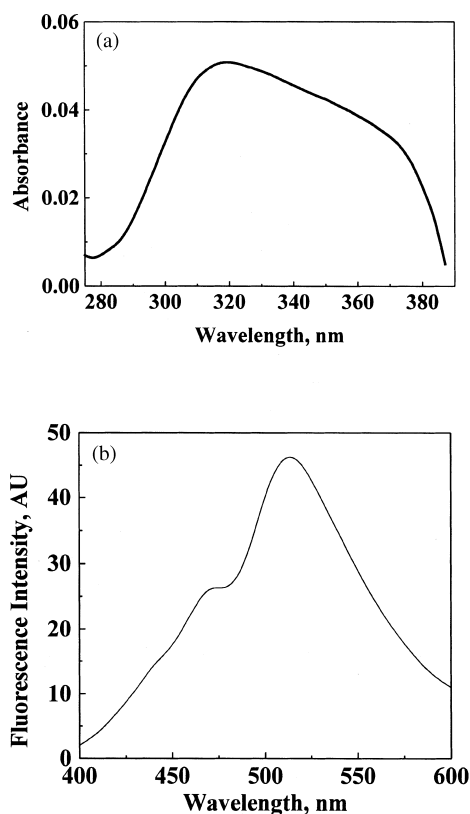 (a)
0.06
0.04
0.02
0.00
Absorbance
280 300 320 340 360 380
Wavelength, nm
(b)
50
40
30
20
10
0
Fluorescence Intensity, AU
400 450 500 550 600
Wavelength, nm